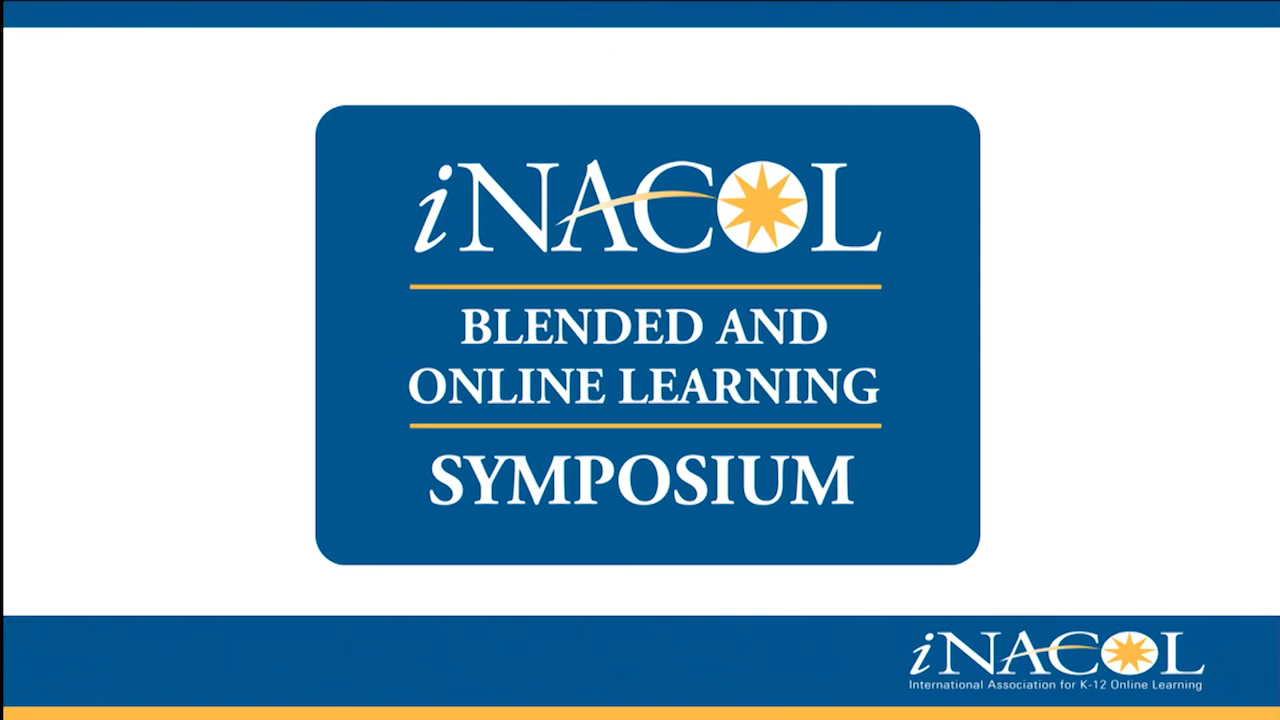 iNACOL
BLENDED AND
ONLINE LEARNING
SYMPOSIUM
iNACOL
International Association for K-12 Online Learning